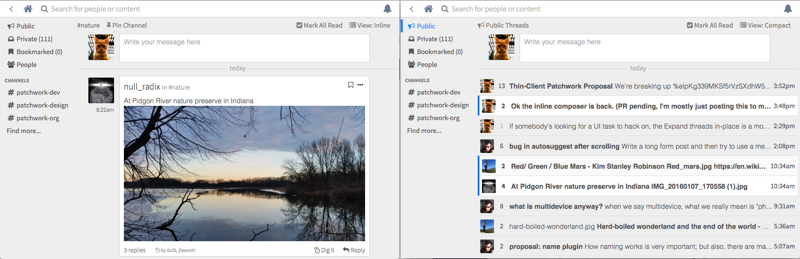 Search for people or content
Public
Private (111)
Bookmarked (0)
People
CHANNELS
# patchwork-dev
# patchwork-design
# patchwork-org
Find more...
#nature Pin Channel Mark All Read View: Inline
Write your message here
today
8:22am
null_radix in #nature
At Pidgon River nature preserve in Indiana
3 replies Dig it Reply
Search for people or content
Public
Private (111)
Bookmarked (0)
People
CHANNELS
# patchwork-dev
# patchwork-design
# patchwork-org
Find more...
Public Threads Mark All Read View: Compact
Write your message here
today
13 Thin-Client Patchwork Proposal We're breaking up 3:52pm
2 Ok the inline composer is back. (PR pending, I'm mostly just posting this to m... 3:48pm
1 If somebody's looking for a UI task to hack on, the Expand threads in-place is a mo... 2:29pm
6 bug in autosuggest after scrolling Write a long form post and then try to use a me... 2:08pm
2 Red/ Green / Blue Mars - Kim Stanley Robinson Red_mars.jpg https://en.wiki... 10:34am
4 At Pidgon River nature preserve in Indiana IMG_20160107_170558 (1).jpg 10:34am
8 what is multidevice anyway? when we say multidevice, what we really mean is "ph... 9:31am
2 hard-boiled-wonderland.jpg Hard-boiled wonderland and the end of the world - ... 5:36am
2 proposal: name plugin How naming works is very important; but also, there are ma... 5:07am